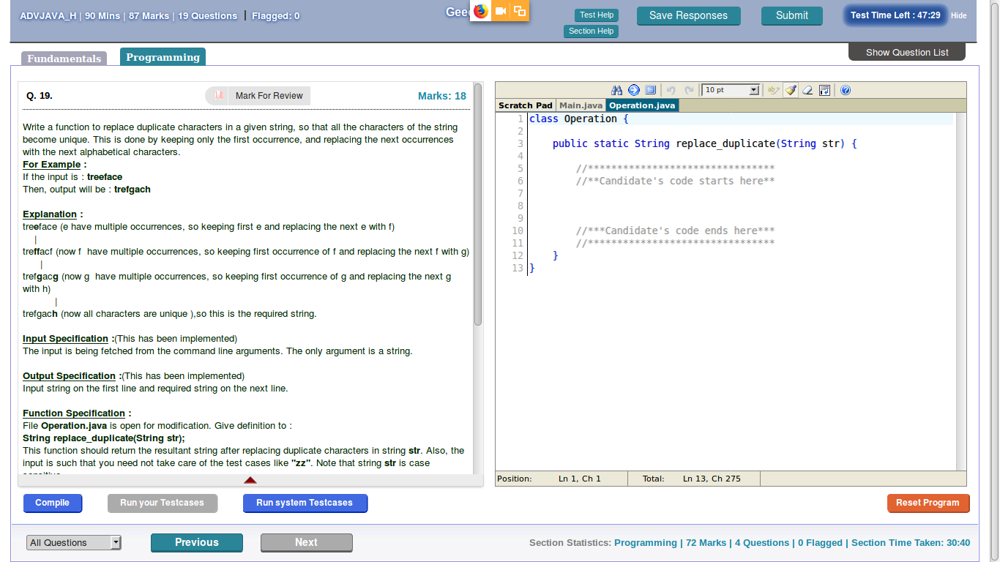 ADVJAVA_H | 90 Mins | 87 Marks | 19 Questions | Flagged: 0
Test Help
Section Help
Save Responses
Submit
Test Time Left : 47:29
Hide
Fundamentals
Programming
Show Question List
Q. 19.
Mark For Review
Marks: 18
Write a function to replace duplicate characters in a given string, so that all the characters of the string
become unique. This is done by keeping only the first occurrence, and replacing the next occurrences
with the next alphabetical characters.
For Example :
If the input is : treeface
Then, output will be : trefgach
Explanation :
treeface (e have multiple occurrences, so keeping first e and replacing the next e with f)
|
treffacf (now f have multiple occurrences, so keeping first occurrence of f and replacing the next f with g)
|
trefgacg (now g have multiple occurrences, so keeping first occurrence of g and replacing the next g
with h)
|
trefgach (now all characters are unique ),so this is the required string.
Input Specification :(This has been implemented)
The input is being fetched from the command line arguments. The only argument is a string.
Output Specification :(This has been implemented)
Input string on the first line and required string on the next line.
Function Specification :
File Operation.java is open for modification. Give definition to :
String replace_duplicate(String str);
This function should return the resultant string after replacing duplicate characters in string str. Also, the
input is such that you need not take care of the test cases like "zz". Note that string str is case
10 pt
Scratch Pad
Main.java
Operation.java
1 class Operation {
2
3 public static String replace_duplicate(String str) {
4
5 //********************************
6 //**Candidate's code starts here**
7
8
9
10 //***Candidate's code ends here***
11 //********************************
12 }
13 }
Position: Ln 1, Ch 1 Total: Ln 13, Ch 275
Compile
Run your Testcases
Run system Testcases
Reset Program
All Questions
Previous
Next
Section Statistics: Programming | 72 Marks | 4 Questions | 0 Flagged | Section Time Taken: 30:40